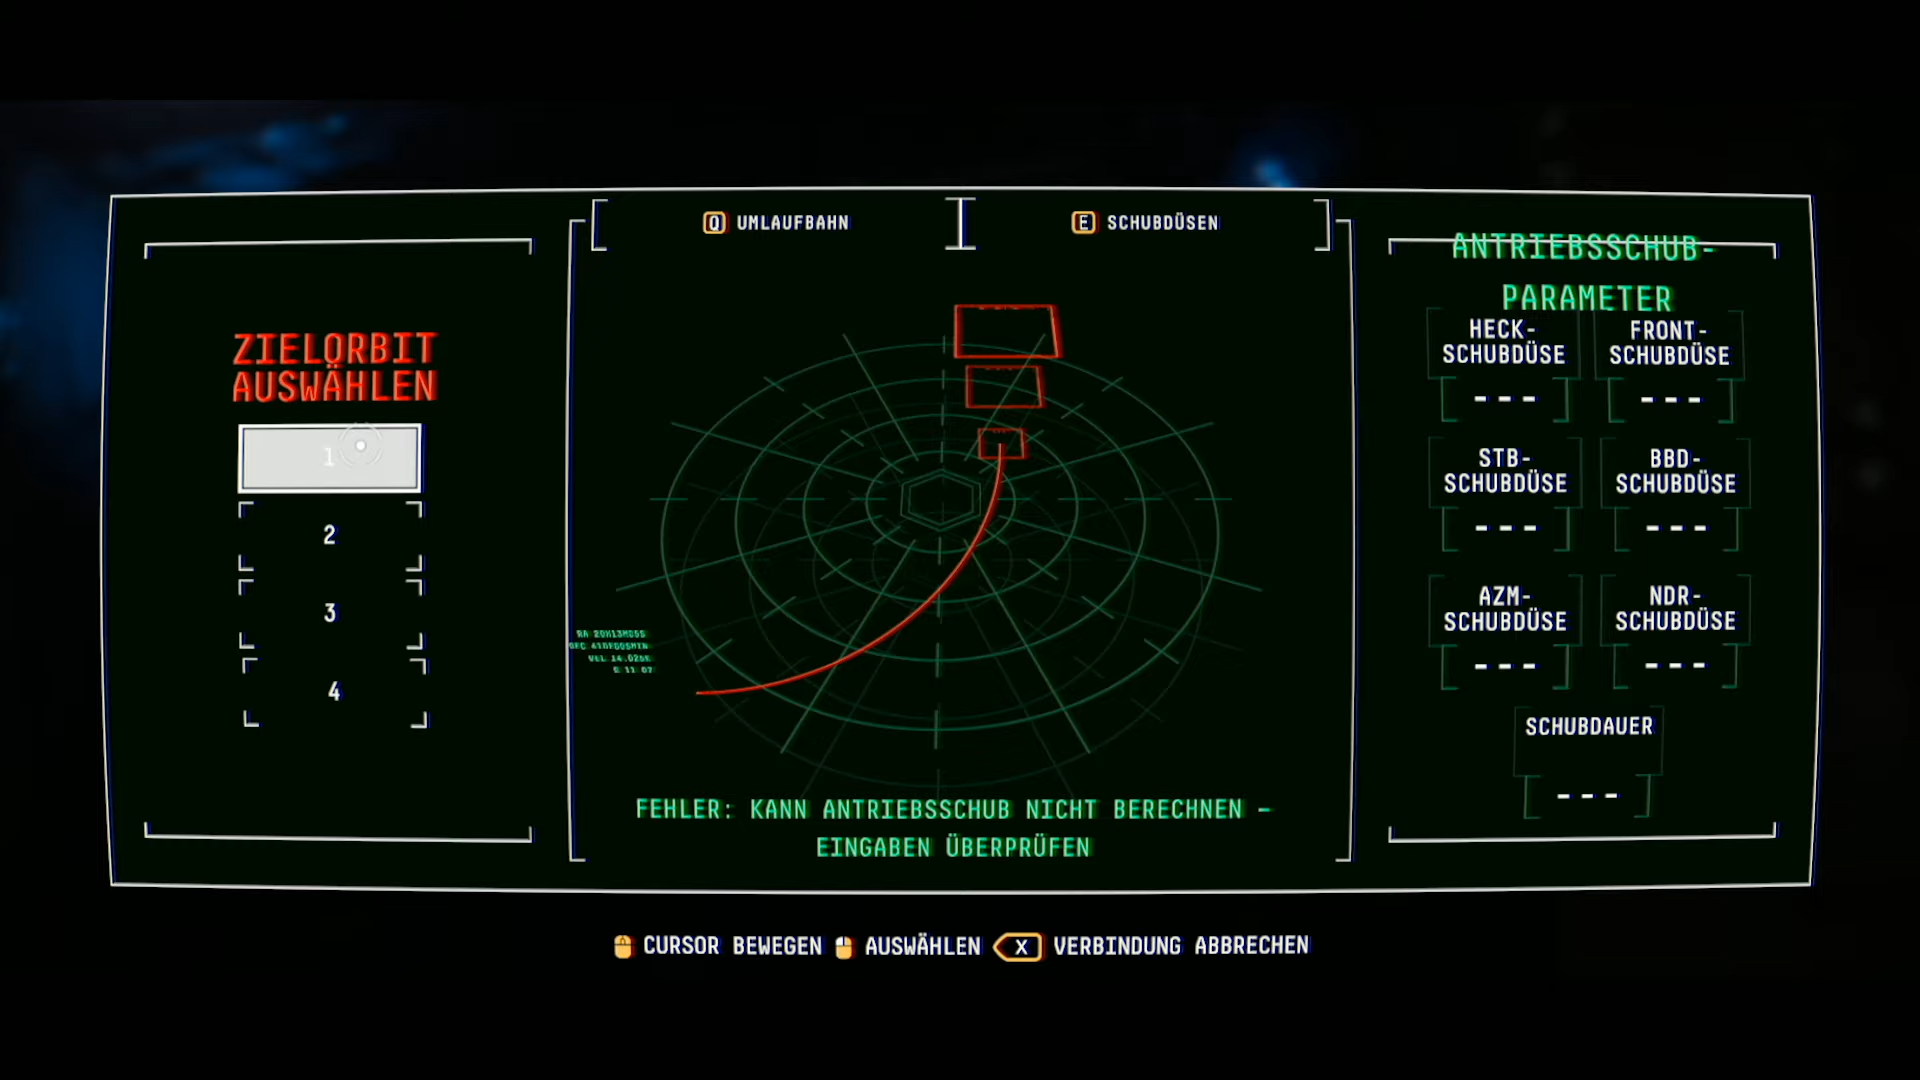 Q UMLAUFBAHN
E SCHUBDÜSEN
ZIELORBIT
AUSWÄHLEN
1
2
3
4
ANTRIEBSSCHUB-
PARAMETER
HECK-
SCHUBDÜSE
---
FRONT-
SCHUBDÜSE
---
STB-
SCHUBDÜSE
---
BBD-
SCHUBDÜSE
---
AZM-
SCHUBDÜSE
---
NDR-
SCHUBDÜSE
---
SCHUBDAUER
---
FEHLER: KANN ANTRIEBSSCHUB NICHT BERECHNEN –
EINGABEN ÜBERPRÜFEN
CURSOR BEWEGEN AUSWÄHLEN X VERBINDUNG ABBRECHEN